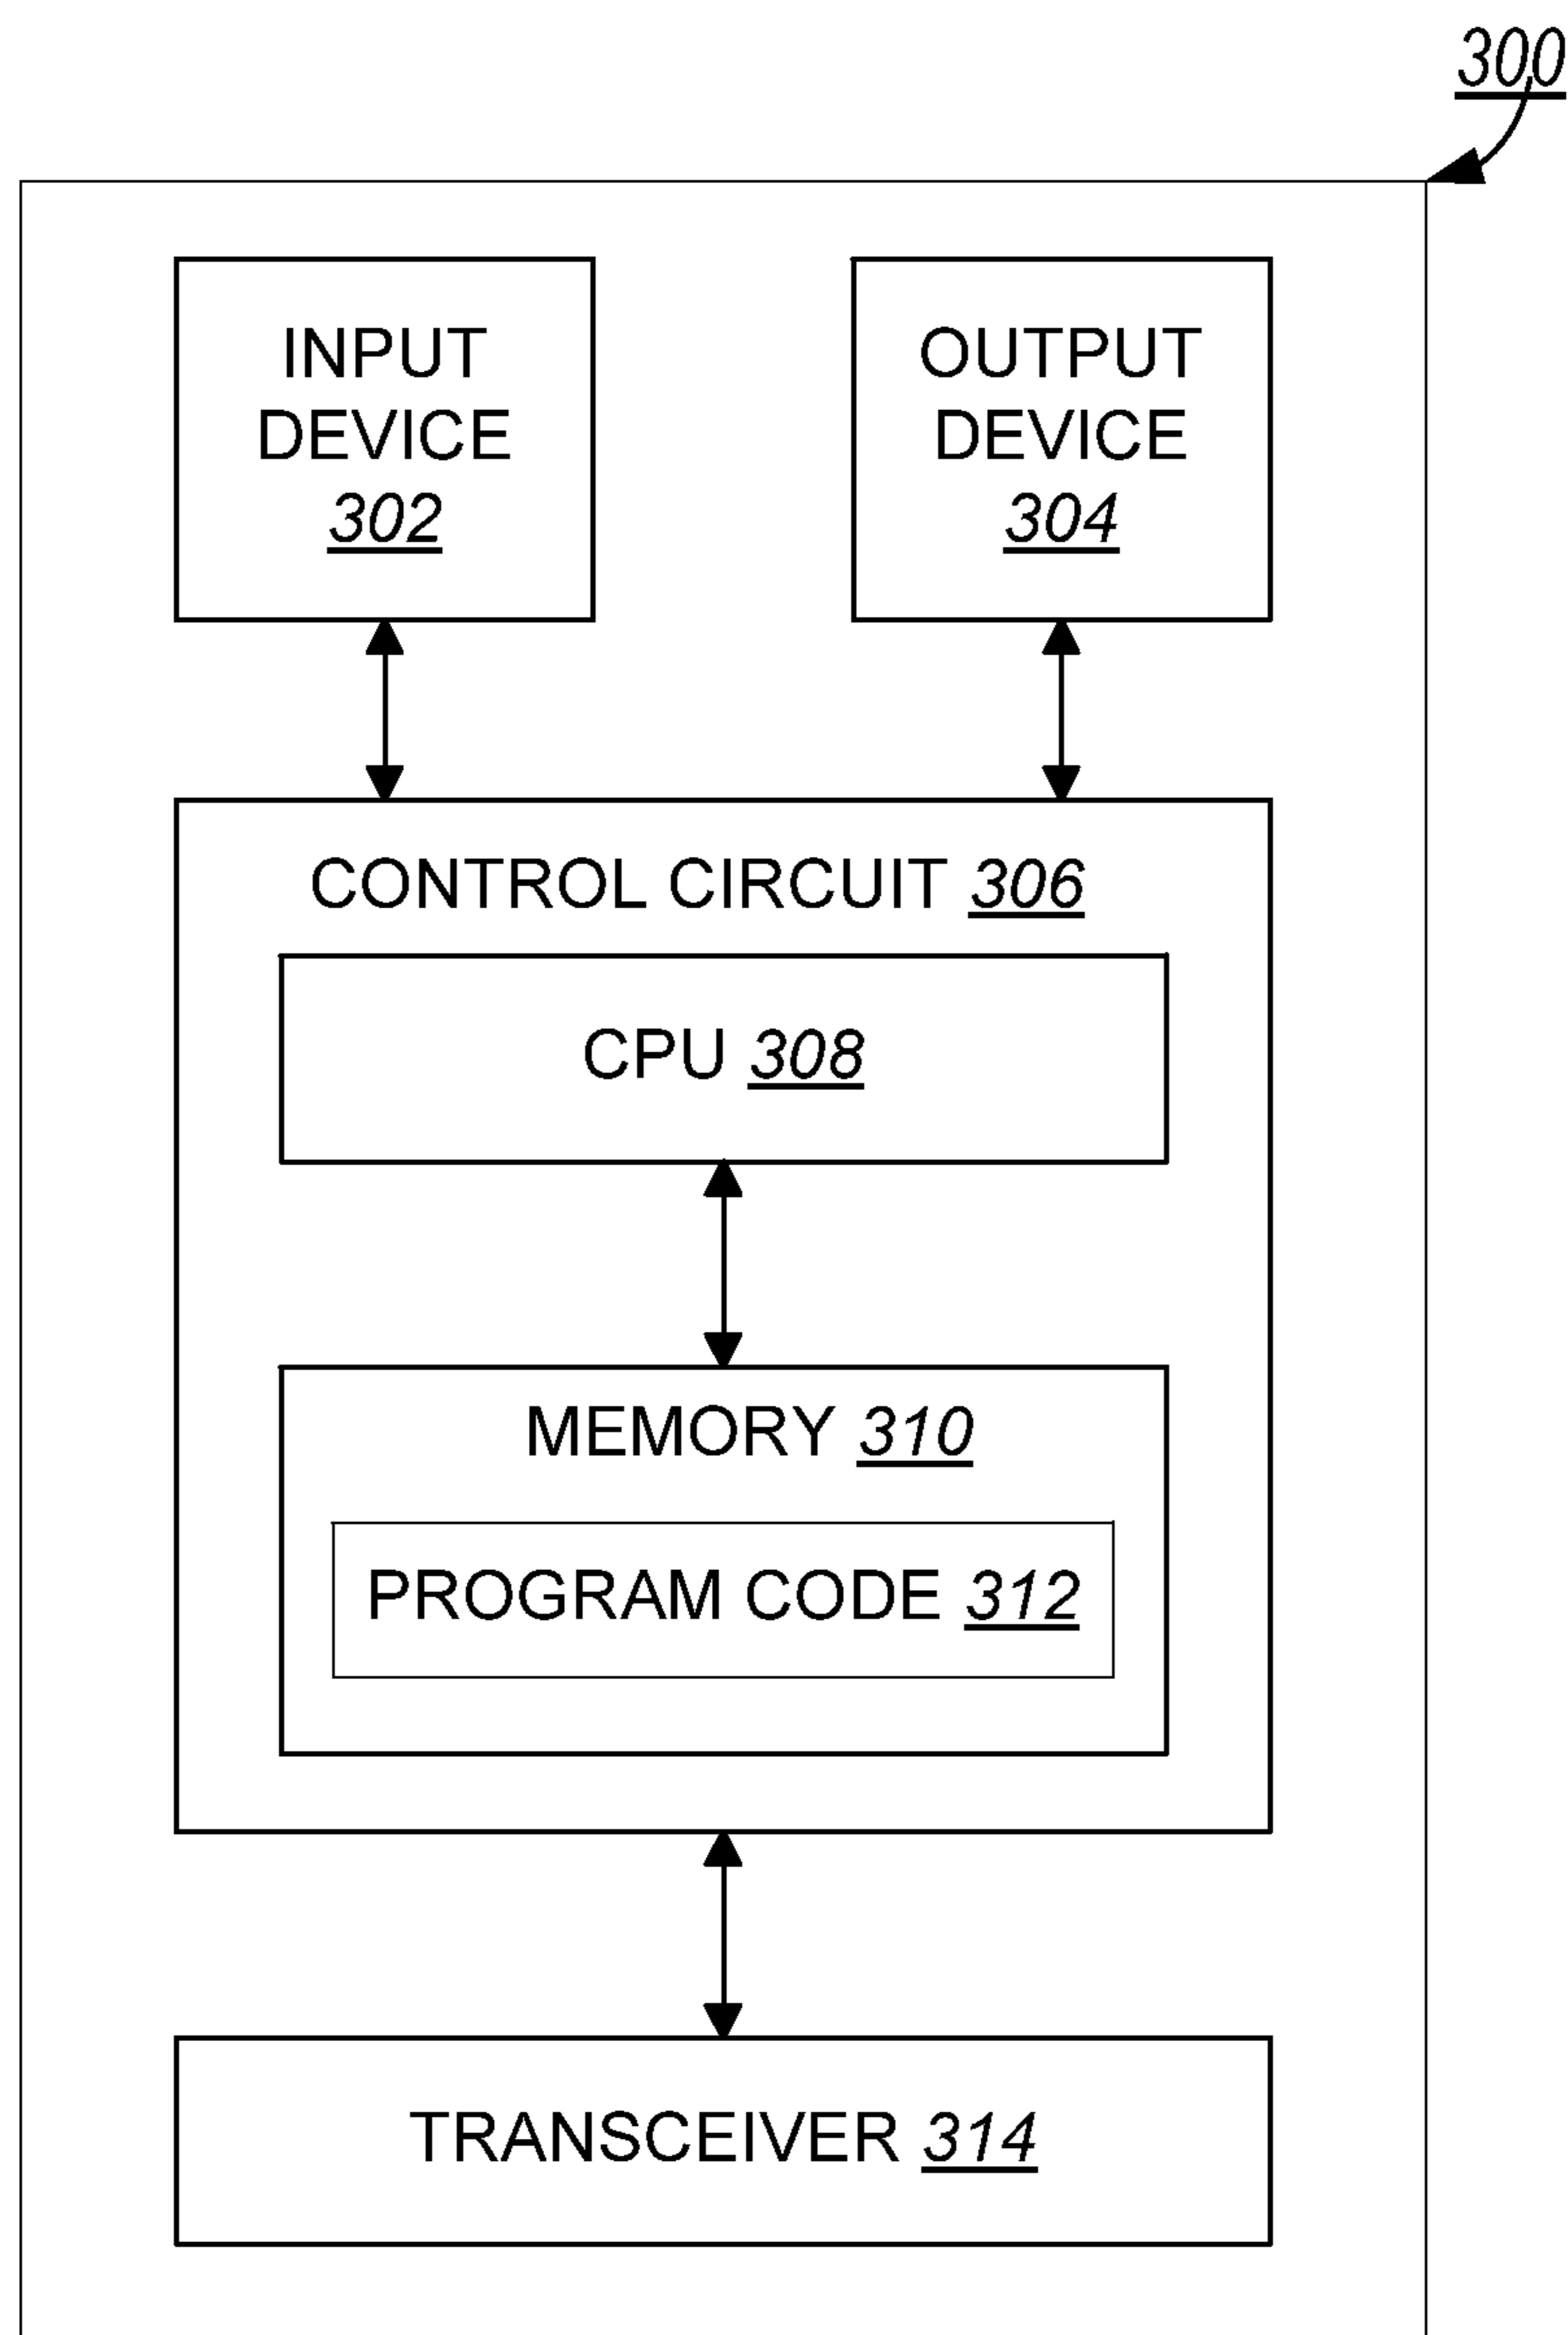 300
INPUT
DEVICE
302
OUTPUT
DEVICE
304
CONTROL CIRCUIT 306
CPU 308
MEMORY 310
PROGRAM CODE 312
TRANSCEIVER 314